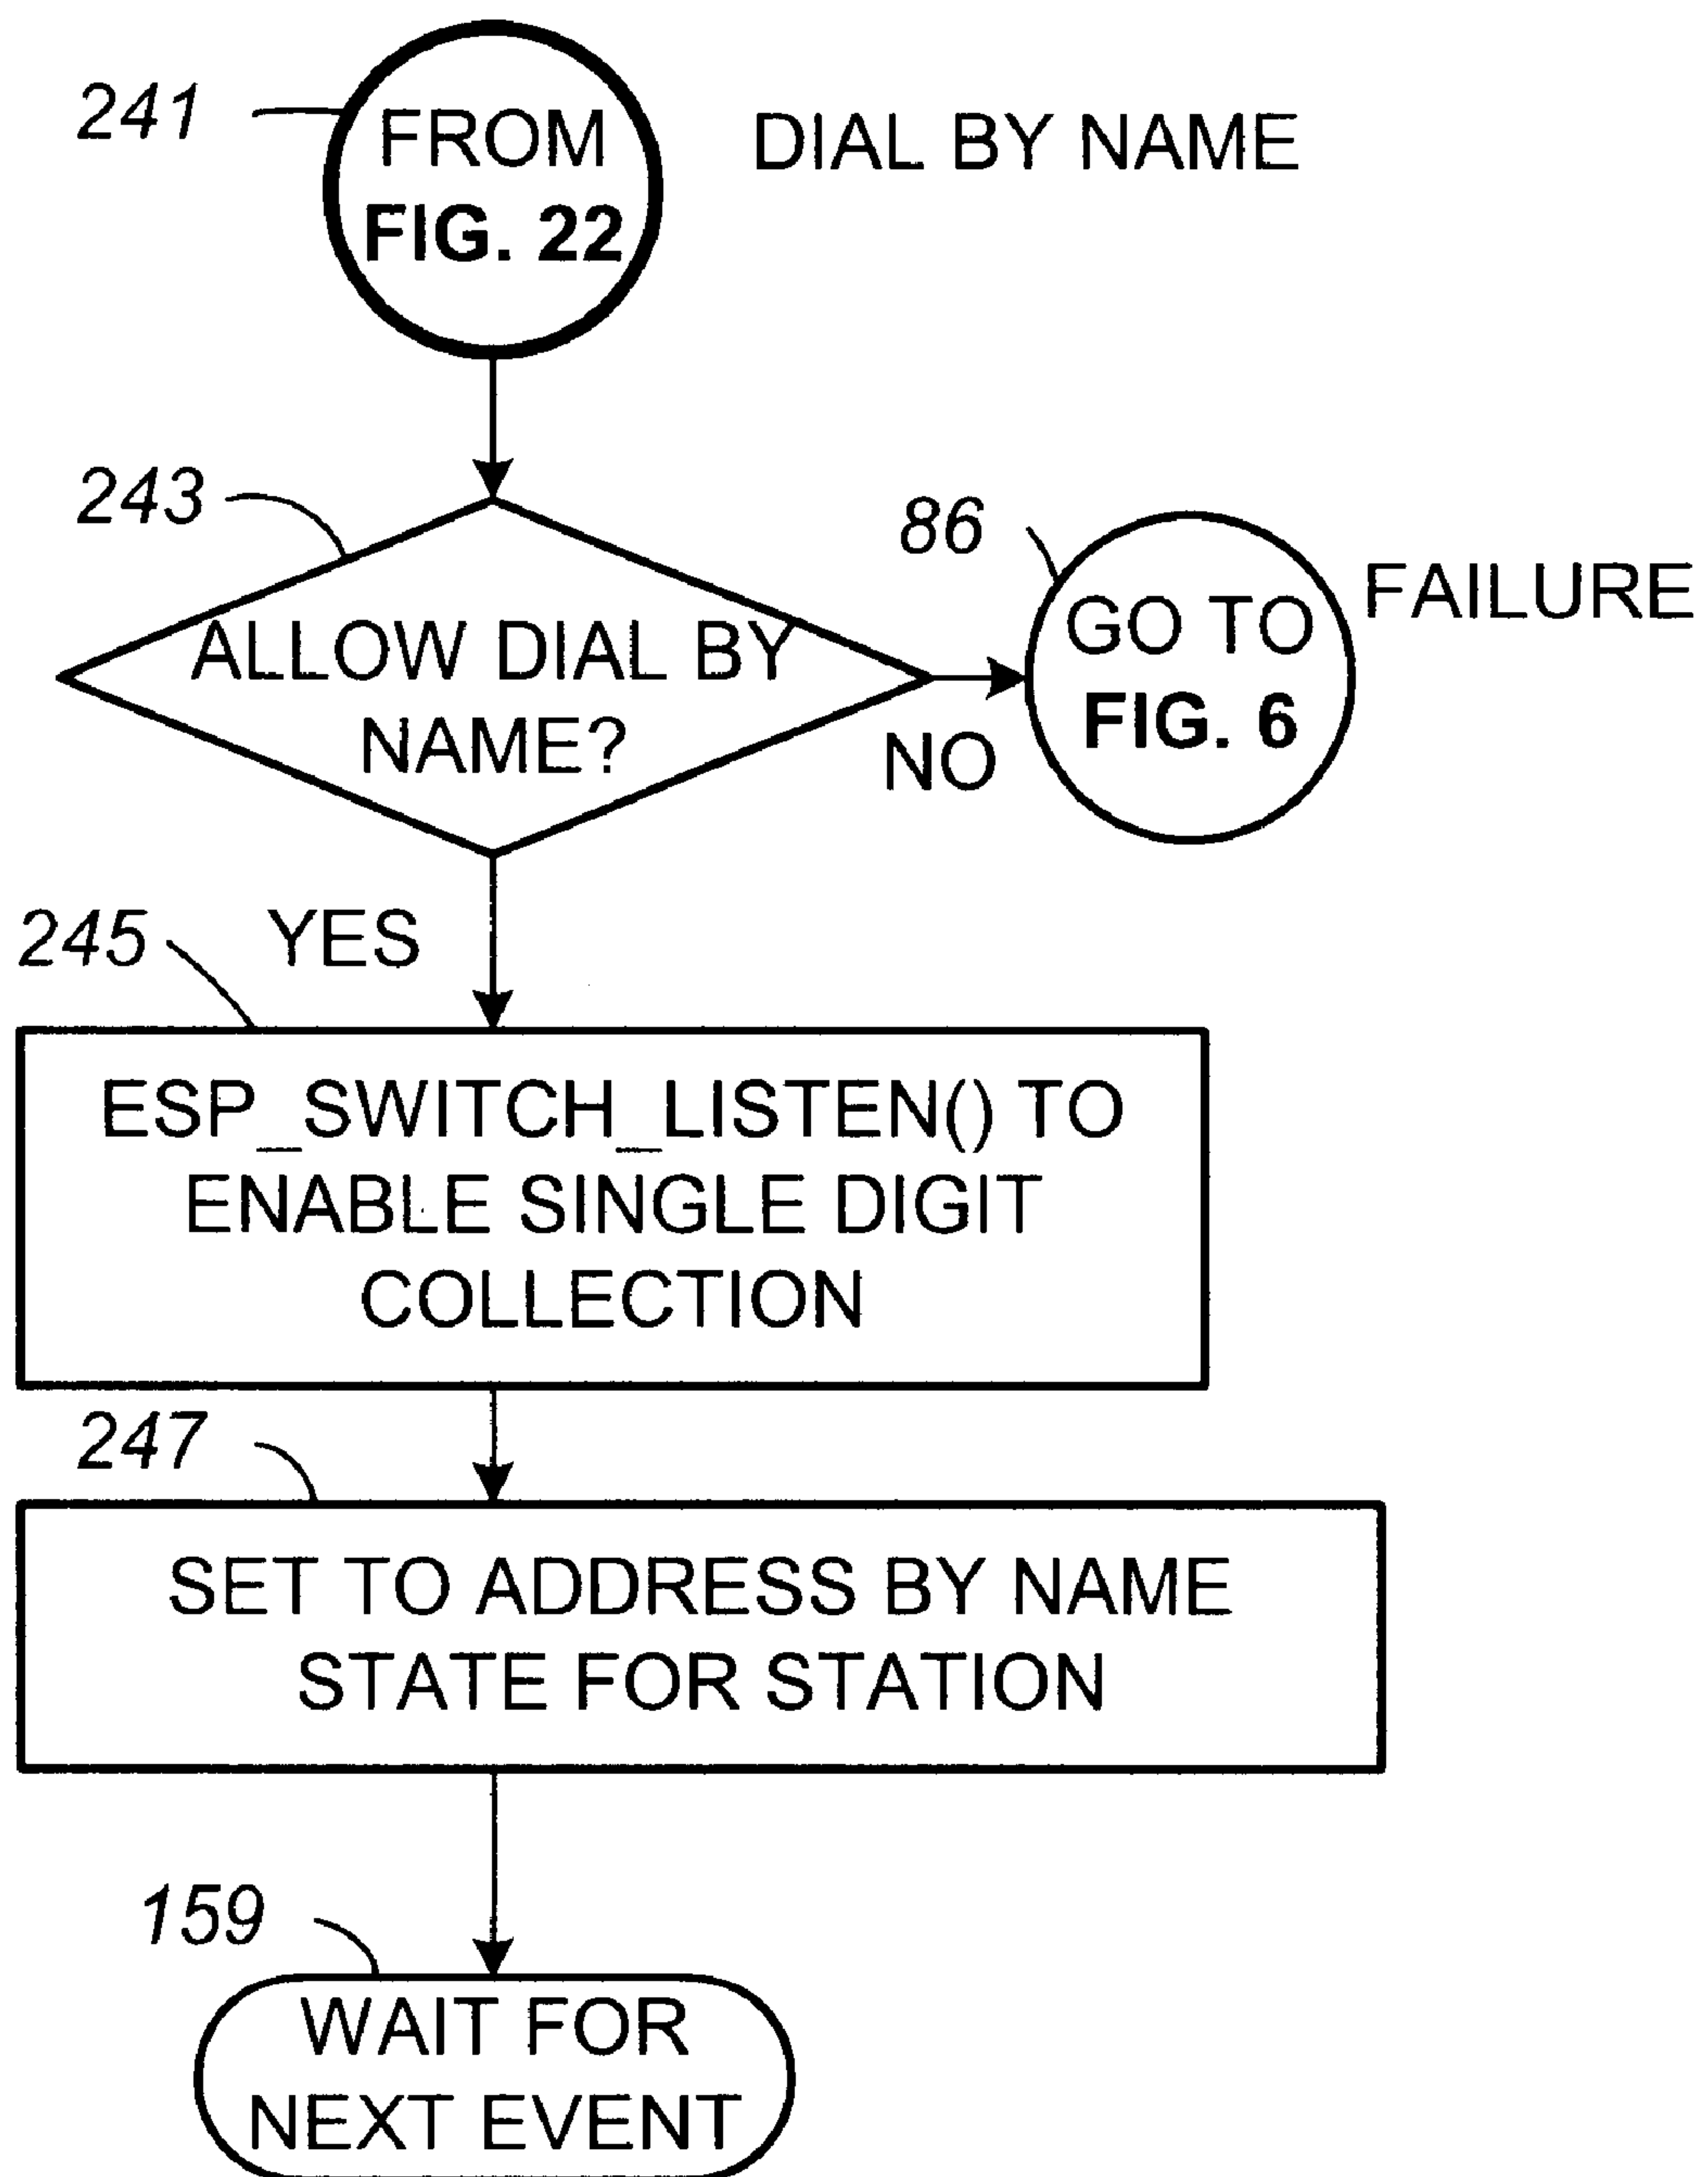 241
FROM
FIG. 22
DIAL BY NAME
243
ALLOW DIAL BY
NAME?
86
GO TO
FIG. 6
FAILURE
NO
245
YES
ESP_SWITCH_LISTEN() TO
ENABLE SINGLE DIGIT
COLLECTION
247
SET TO ADDRESS BY NAME
STATE FOR STATION
159
WAIT FOR
NEXT EVENT